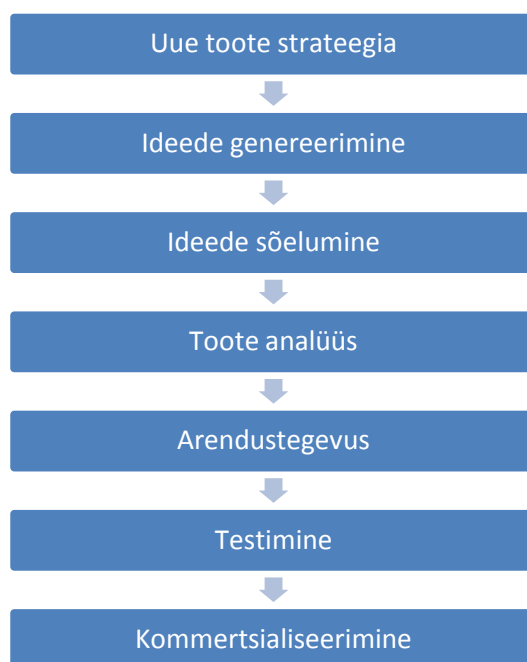 Uue toote strateegia
Ideede genereerimine
Ideede sõelumine
Toote analüüs
Arendustegevus
Testimine
Kommertsialiseerimine